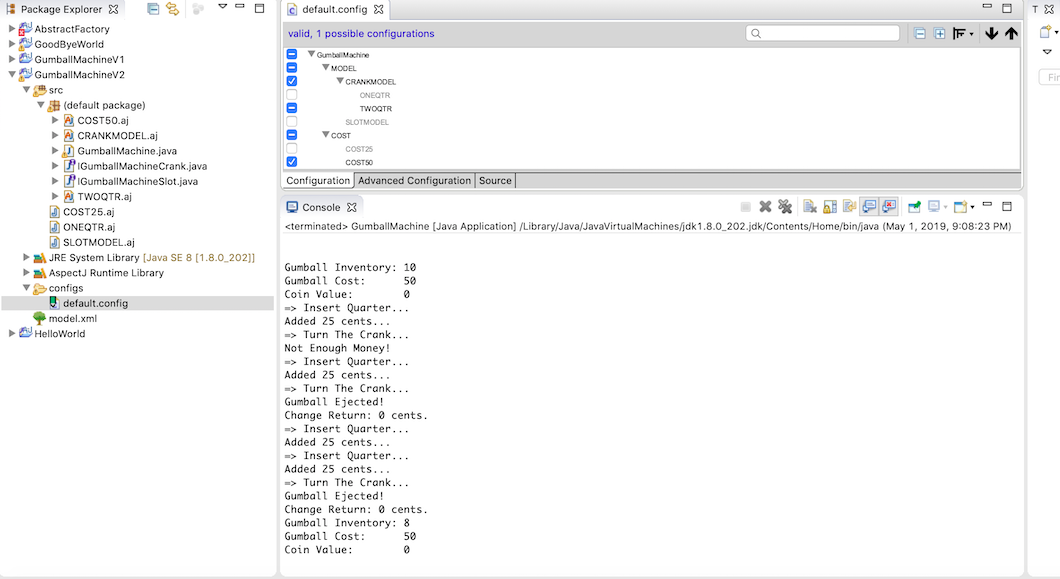 Package Explorer
AbstractFactory
GoodByeWorld
GumballMachineV1
GumballMachineV2
src
(default package)
COST50.aj
CRANKMODEL.aj
GumballMachine.java
IGumballMachineCrank.java
IGumballMachineSlot.java
TWOQTR.aj
COST25.aj
ONEQTR.aj
SLOTMODEL.aj
JRE System Library [Java SE 8 [1.8.0_202]]
AspectJ Runtime Library
configs
default.config
model.xml
HelloWorld
default.config
valid, 1 possible configurations
GumballMachine
MODEL
CRANKMODEL
ONEQTR
TWOQTR
SLOTMODEL
COST
COST25
COST50
Configuration Advanced Configuration Source
Console
<terminated> GumballMachine [Java Application] /Library/Java/JavaVirtualMachines/jdk1.8.0_202.jdk/Contents/Home/bin/java (May 1, 2019, 9:08:23 PM)
Gumball Inventory: 10
Gumball Cost: 50
Coin Value: 0
=> Insert Quarter...
Added 25 cents...
=> Turn The Crank...
Not Enough Money!
=> Insert Quarter...
Added 25 cents...
=> Turn The Crank...
Gumball Ejected!
Change Return: 0 cents.
=> Insert Quarter...
Added 25 cents...
=> Insert Quarter...
Added 25 cents...
=> Turn The Crank...
Gumball Ejected!
Change Return: 0 cents.
Gumball Inventory: 8
Gumball Cost: 50
Coin Value: 0
T
Fir